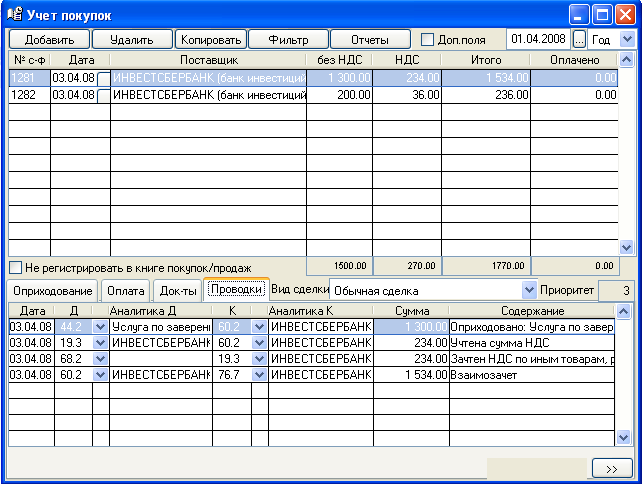 Учет покупок
Добавить Удалить Копировать Фильтр Отчеты Доп.поля 01.04.2008 ... Год
№ с-ф Дата Поставщик без НДС НДС Итого Оплачено
1281 03.04.08 ИНВЕСТСБЕРБАНК (банк инвестиций 1 300.00 234.00 1 534.00 0.00
1282 03.04.08 ИНВЕСТСБЕРБАНК (банк инвестиций 200.00 36.00 236.00 0.00
Не регистрировать в книге покупок/продаж 1500.00 270.00 1770.00 0.00
Оприходование Оплата Док-ты Проводки Вид сделки Обычная сделка Приоритет 3
Дата Д Аналитика Д К Аналитика К Сумма Содержание
03.04.08 44.2 Услуга по заверен 60.2 ИНВЕСТСБЕРБАНК 1 300.00 Оприходовано: Услуга по завер
03.04.08 19.3 ИНВЕСТСБЕРБАНК 60.2 ИНВЕСТСБЕРБАНК 234.00 Учтена сумма НДС
03.04.08 68.2 19.3 ИНВЕСТСБЕРБАНК 234.00 Зачтен НДС по иным товарам, р
03.04.08 60.2 ИНВЕСТСБЕРБАНК 76.7 ИНВЕСТСБЕРБАНК 1 534.00 Взаимозачет
>>